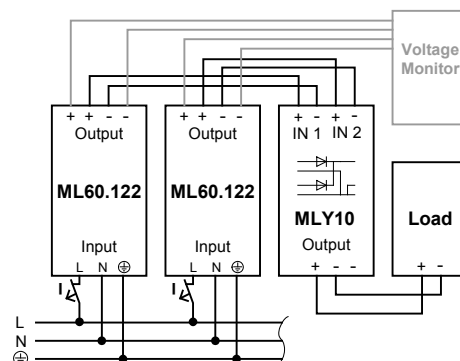 Voltage
Monitor
+ + - -
Output
ML60.122
Input
L N ⏚
I
+ + - -
Output
ML60.122
Input
L N ⏚
I
+ - + -
IN 1 IN 2
MLY10
Output
+ - -
Load
+ -
L
N
⏚